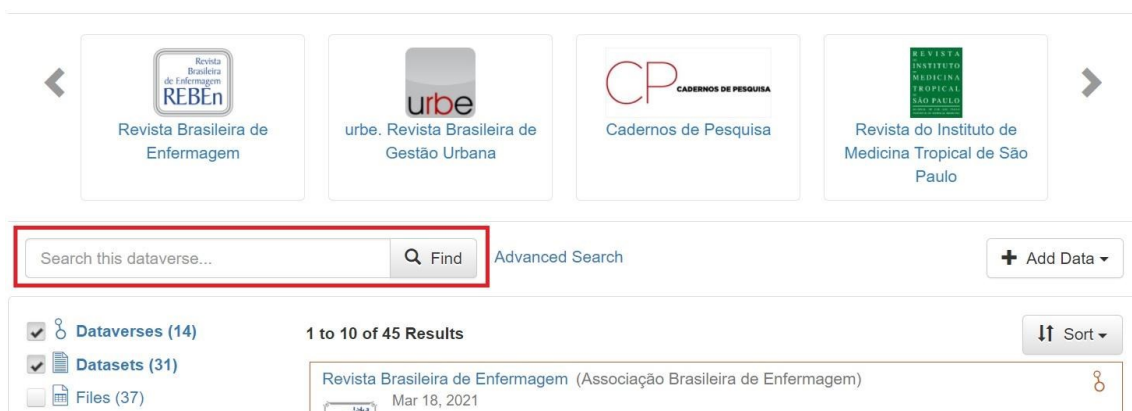 Revista
Brasileira
de Enfermagem
REBEn
Revista Brasileira de
Enfermagem
urbe
urbe. Revista Brasileira de
Gestão Urbana
CP CADERNOS DE PESQUISA
Cadernos de Pesquisa
REVISTA
INSTITUTO
MEDICINA
TROPICAL
SÃO PAULO
Revista do Instituto de
Medicina Tropical de São
Paulo
Search this dataverse...
Find
Advanced Search
Add Data
Dataverses (14)
Datasets (31)
Files (37)
1 to 10 of 45 Results
Sort
Revista Brasileira de Enfermagem (Associação Brasileira de Enfermagem)
Mar 18, 2021